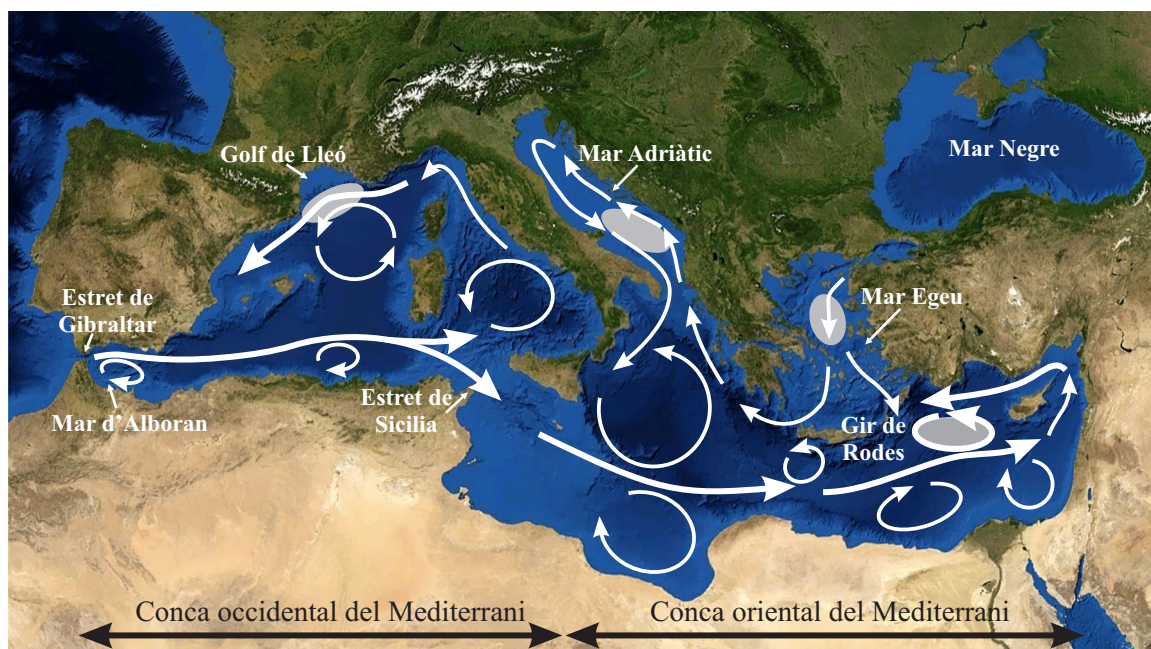 Golf de Lleó
Mar Adriàtic
Mar Negre
Estret de
Gibraltar
Mar Egeu
Mar d'Alboran
Estret de
Sicilia
Gir de
Rodes
Conca occidental del Mediterrani
Conca oriental del Mediterrani